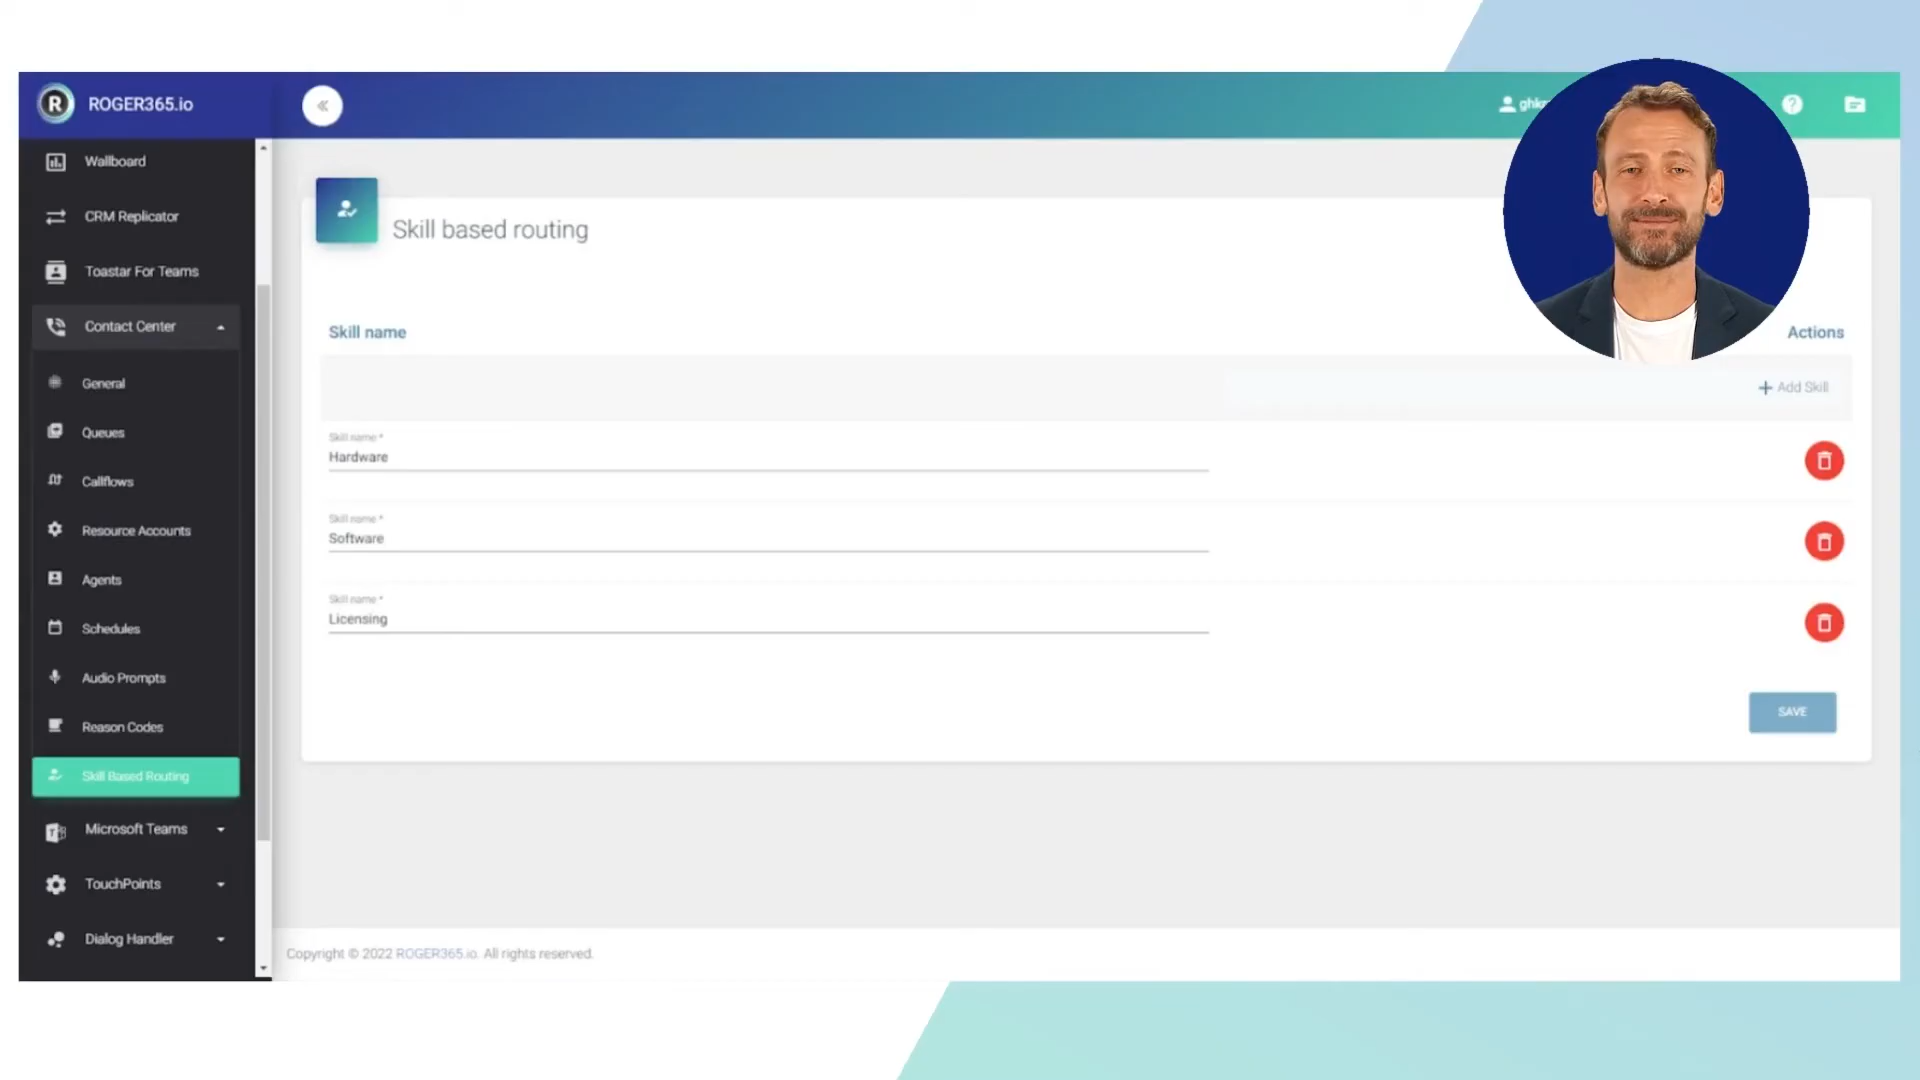 R ROGER365.io
Wallboard
CRM Replicator
Toastar For Teams
Contact Center
General
Queues
Callflows
Resource Accounts
Agents
Schedules
Audio Prompts
Reason Codes
Skill Based Routing
Microsoft Teams
TouchPoints
Dialog Handler
Skill based routing
Skill name
Actions
+ Add Skill
Skill name *
Hardware
Skill name *
Software
Skill name *
Licensing
SAVE
Copyright © 2022 ROGER365.io. All rights reserved.